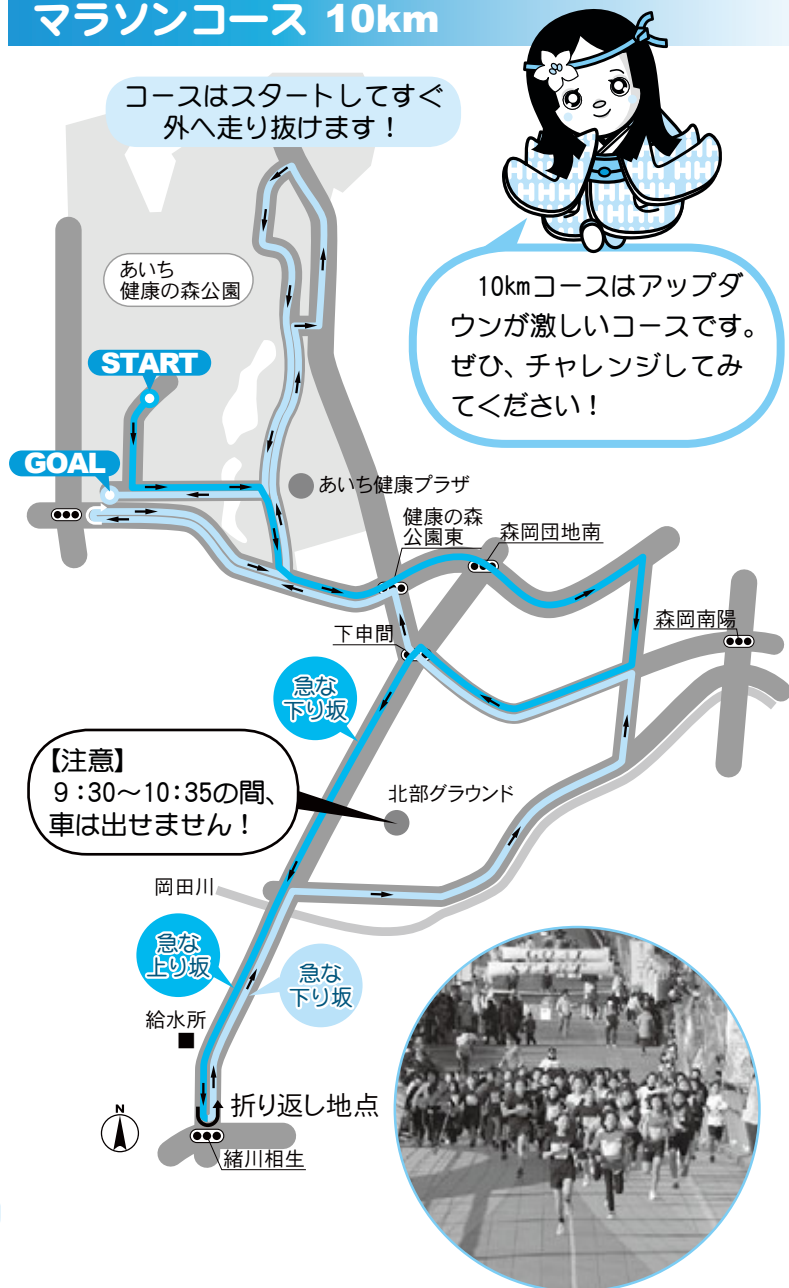 マラソンコース 10km
コースはスタートしてすぐ
外へ走り抜けます！
あいち
健康の森公園
10kmコースはアップダ
ウンが激しいコースです。
ぜひ、チャレンジしてみ
てください！
START
GOAL
あいち健康プラザ
健康の森
公園東
森岡団地南
森岡南陽
下申間
急な
下り坂
【注意】
9:30～10:35の間、
車は出せません！
北部グラウンド
岡田川
急な
上り坂
急な
下り坂
給水所
折り返し地点
N
緒川相生